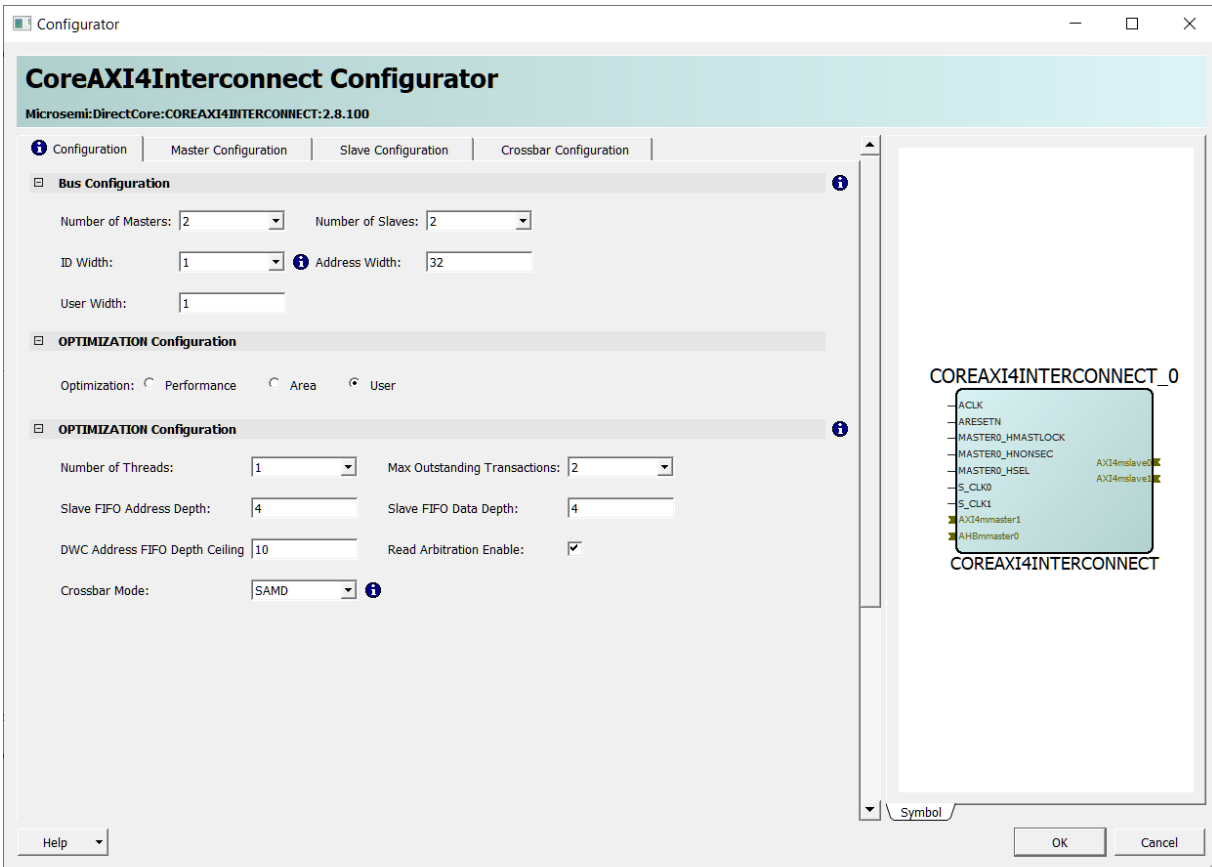 Configurator
CoreAXI4Interconnect Configurator
Microsemi:DirectCore:COREAXI4INTERCONNECT:2.8.100
Configuration Master Configuration Slave Configuration Crossbar Configuration
Bus Configuration
Number of Masters: 2 Number of Slaves: 2
ID Width: 1 Address Width: 32
User Width: 1
OPTIMIZATION Configuration
Optimization: Performance Area User
OPTIMIZATION Configuration
Number of Threads: 1 Max Outstanding Transactions: 2
Slave FIFO Address Depth: 4 Slave FIFO Data Depth: 4
DWC Address FIFO Depth Ceiling 10 Read Arbitration Enable:
Crossbar Mode: SAMD
COREAXI4INTERCONNECT_0
ACLK
ARESETN
MASTER0_HMASTLOCK
MASTER0_HNONSEC
MASTER0_HSEL
S_CLK0
S_CLK1
AXI4mmaster1
AHBmmaster0
AXI4mslave0
AXI4mslave1
COREAXI4INTERCONNECT
Symbol
Help OK Cancel